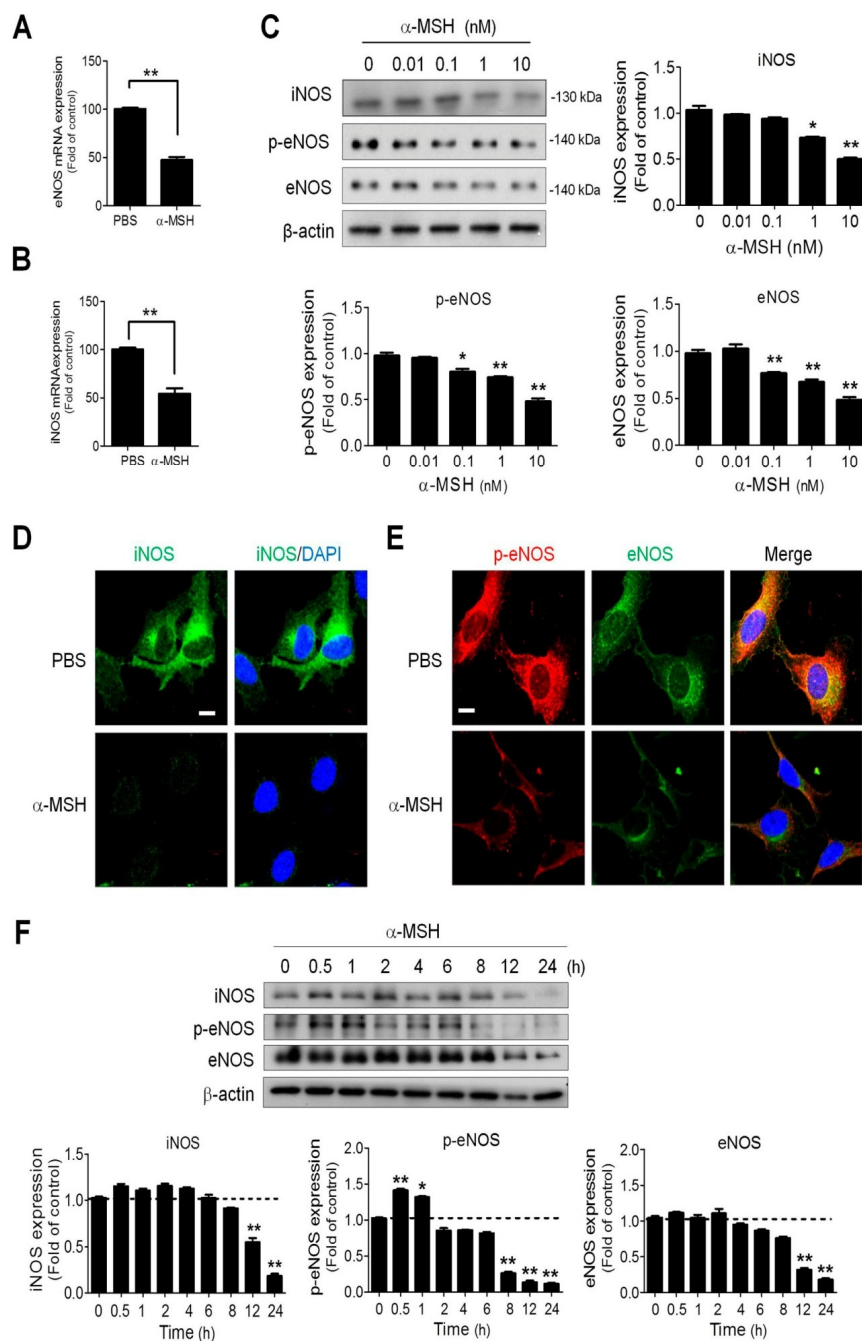 A
eNOS mRNA expression
(Fold of control)
150
100
50
0
**
PBS α-MSH
B
iNOS mRNAexpression
(Fold of control)
150
100
50
0
**
PBS α-MSH
C
α-MSH (nM)
0 0.01 0.1 1 10
iNOS
-130 kDa
p-eNOS
-140 kDa
eNOS
-140 kDa
β-actin
iNOS
iNOS expression
(Fold of control)
1.5
1.0
0.5
0.0
* **
0 0.01 0.1 1 10
α-MSH (nM)
p-eNOS
p-eNOS expression
(Fold of control)
1.5
1.0
0.5
0.0
* ** **
0 0.01 0.1 1 10
α-MSH (nM)
eNOS
eNOS expression
(Fold of control)
1.5
1.0
0.5
0.0
** ** **
0 0.01 0.1 1 10
α-MSH (nM)
D
iNOS iNOS/DAPI
PBS
α-MSH
E
p-eNOS eNOS Merge
PBS
α-MSH
F
α-MSH
0 0.5 1 2 4 6 8 12 24 (h)
iNOS
p-eNOS
eNOS
β-actin
iNOS
iNOS expression
(Fold of control)
1.5
1.0
0.5
0.0
** **
0 0.5 1 2 4 6 8 12 24
Time (h)
p-eNOS
p-eNOS expression
(Fold of control)
2.0
1.5
1.0
0.5
0.0
** * ** ** **
0 0.5 1 2 4 6 8 12 24
Time (h)
eNOS
eNOS expression
(Fold of control)
2.0
1.5
1.0
0.5
0.0
** **
0 0.5 1 2 4 6 8 12 24
Time (h)